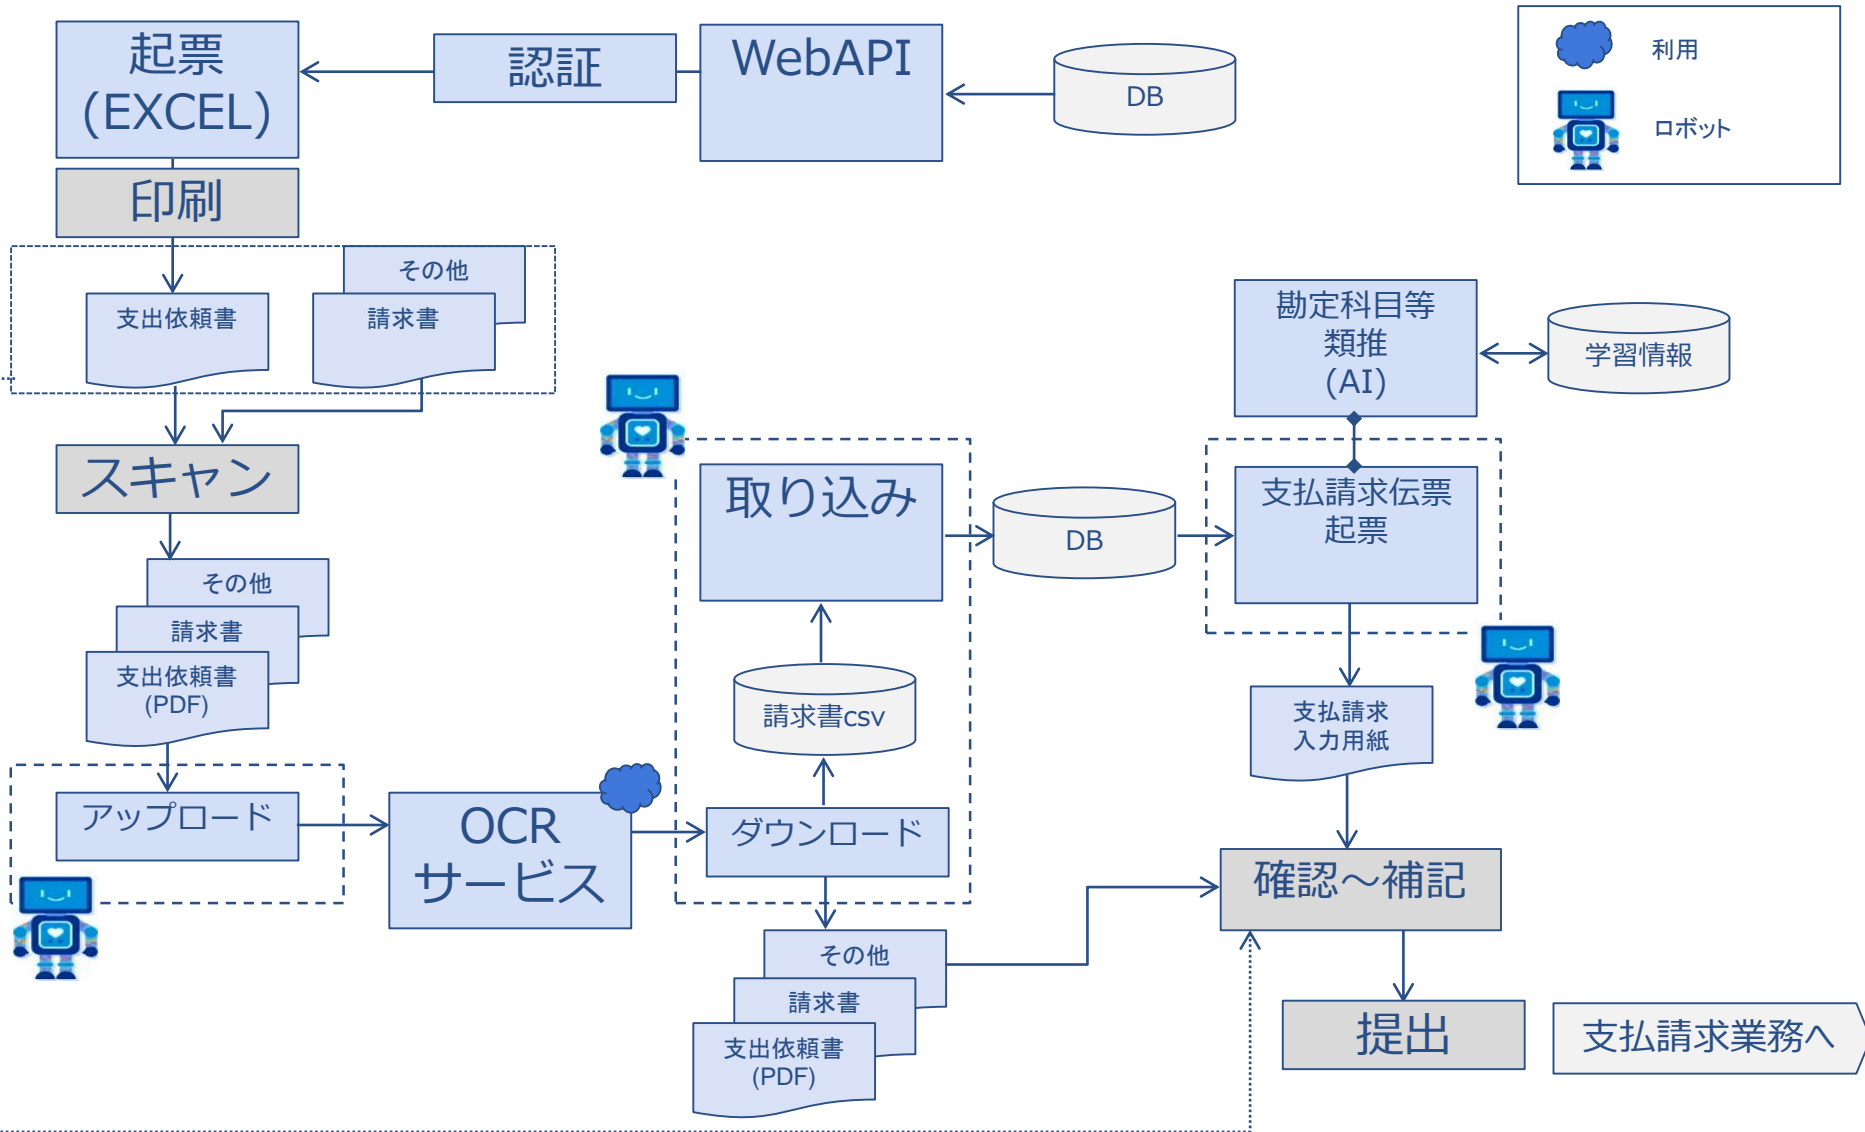 起票
(EXCEL)
認証
WebAPI
DB
利用
ロボット
印刷
その他
支出依頼書
請求書
勘定科目等
類推
(AI)
学習情報
スキャン
取り込み
DB
支払請求伝票
起票
その他
請求書
支出依頼書
(PDF)
請求書csv
支払請求
入力用紙
アップロード
OCR
サービス
ダウンロード
確認～補記
その他
請求書
支出依頼書
(PDF)
提出
支払請求業務へ